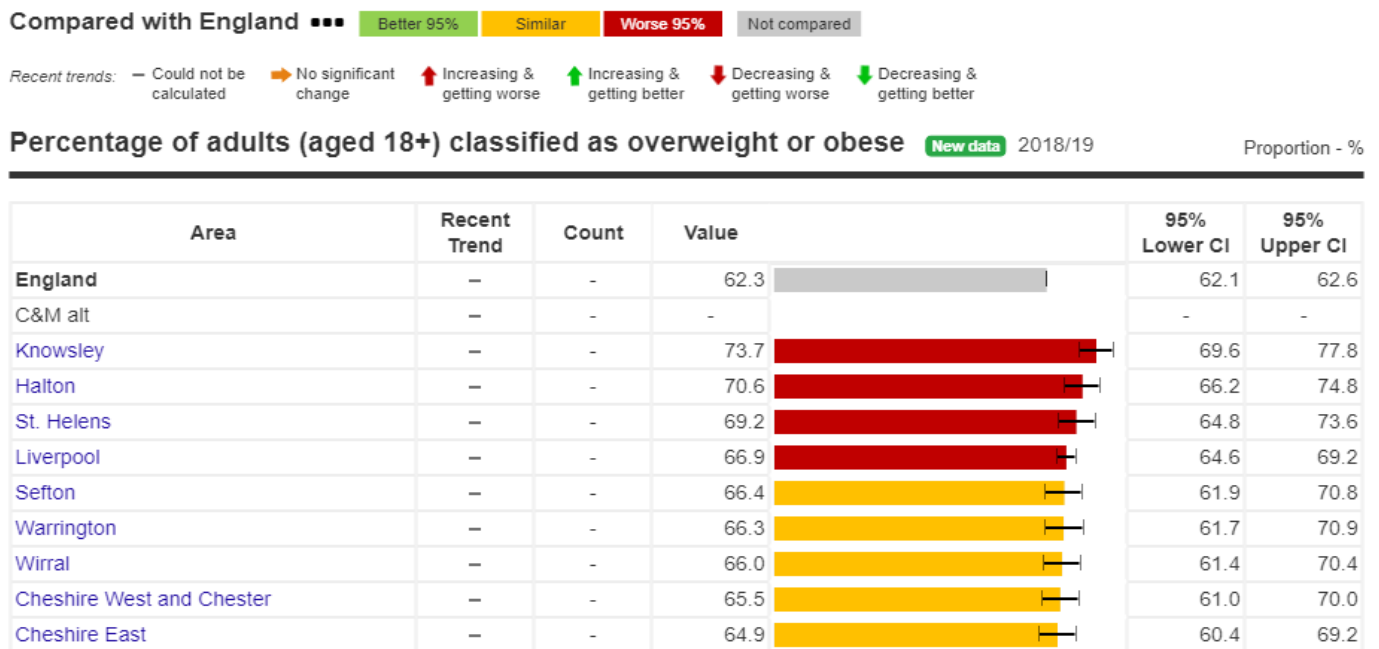 Compared with England ▪▪▪ Better 95% Similar Worse 95% Not compared
Recent trends: – Could not be calculated No significant change Increasing & getting worse Increasing & getting better Decreasing & getting worse Decreasing & getting better
Percentage of adults (aged 18+) classified as overweight or obese New data 2018/19 Proportion - %
Area Recent Trend Count Value 95% Lower CI 95% Upper CI
England – - 62.3 62.1 62.6
C&M alt – - - - -
Knowsley – - 73.7 69.6 77.8
Halton – - 70.6 66.2 74.8
St. Helens – - 69.2 64.8 73.6
Liverpool – - 66.9 64.6 69.2
Sefton – - 66.4 61.9 70.8
Warrington – - 66.3 61.7 70.9
Wirral – - 66.0 61.4 70.4
Cheshire West and Chester – - 65.5 61.0 70.0
Cheshire East – - 64.9 60.4 69.2